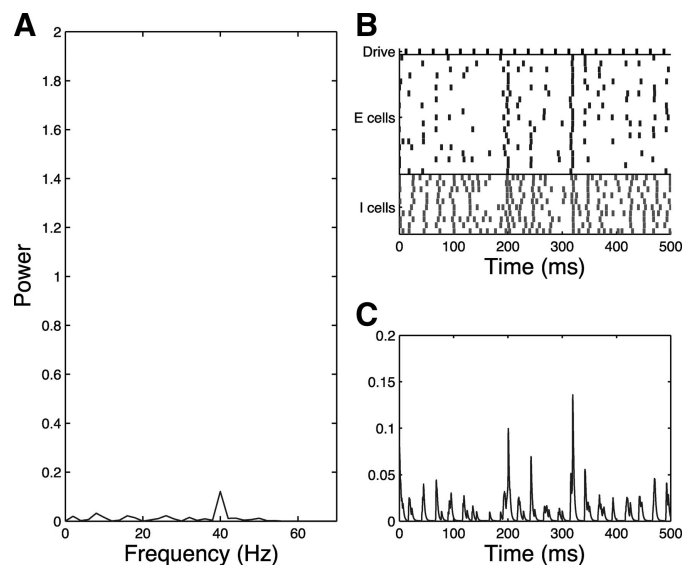 A
2
1.8
1.6
1.4
1.2
1
0.8
0.6
0.4
0.2
0
Power
0 20 40 60
Frequency (Hz)
B
Drive
E cells
I cells
0 100 200 300 400 500
Time (ms)
C
0.2
0.15
0.1
0.05
0
0 100 200 300 400 500
Time (ms)